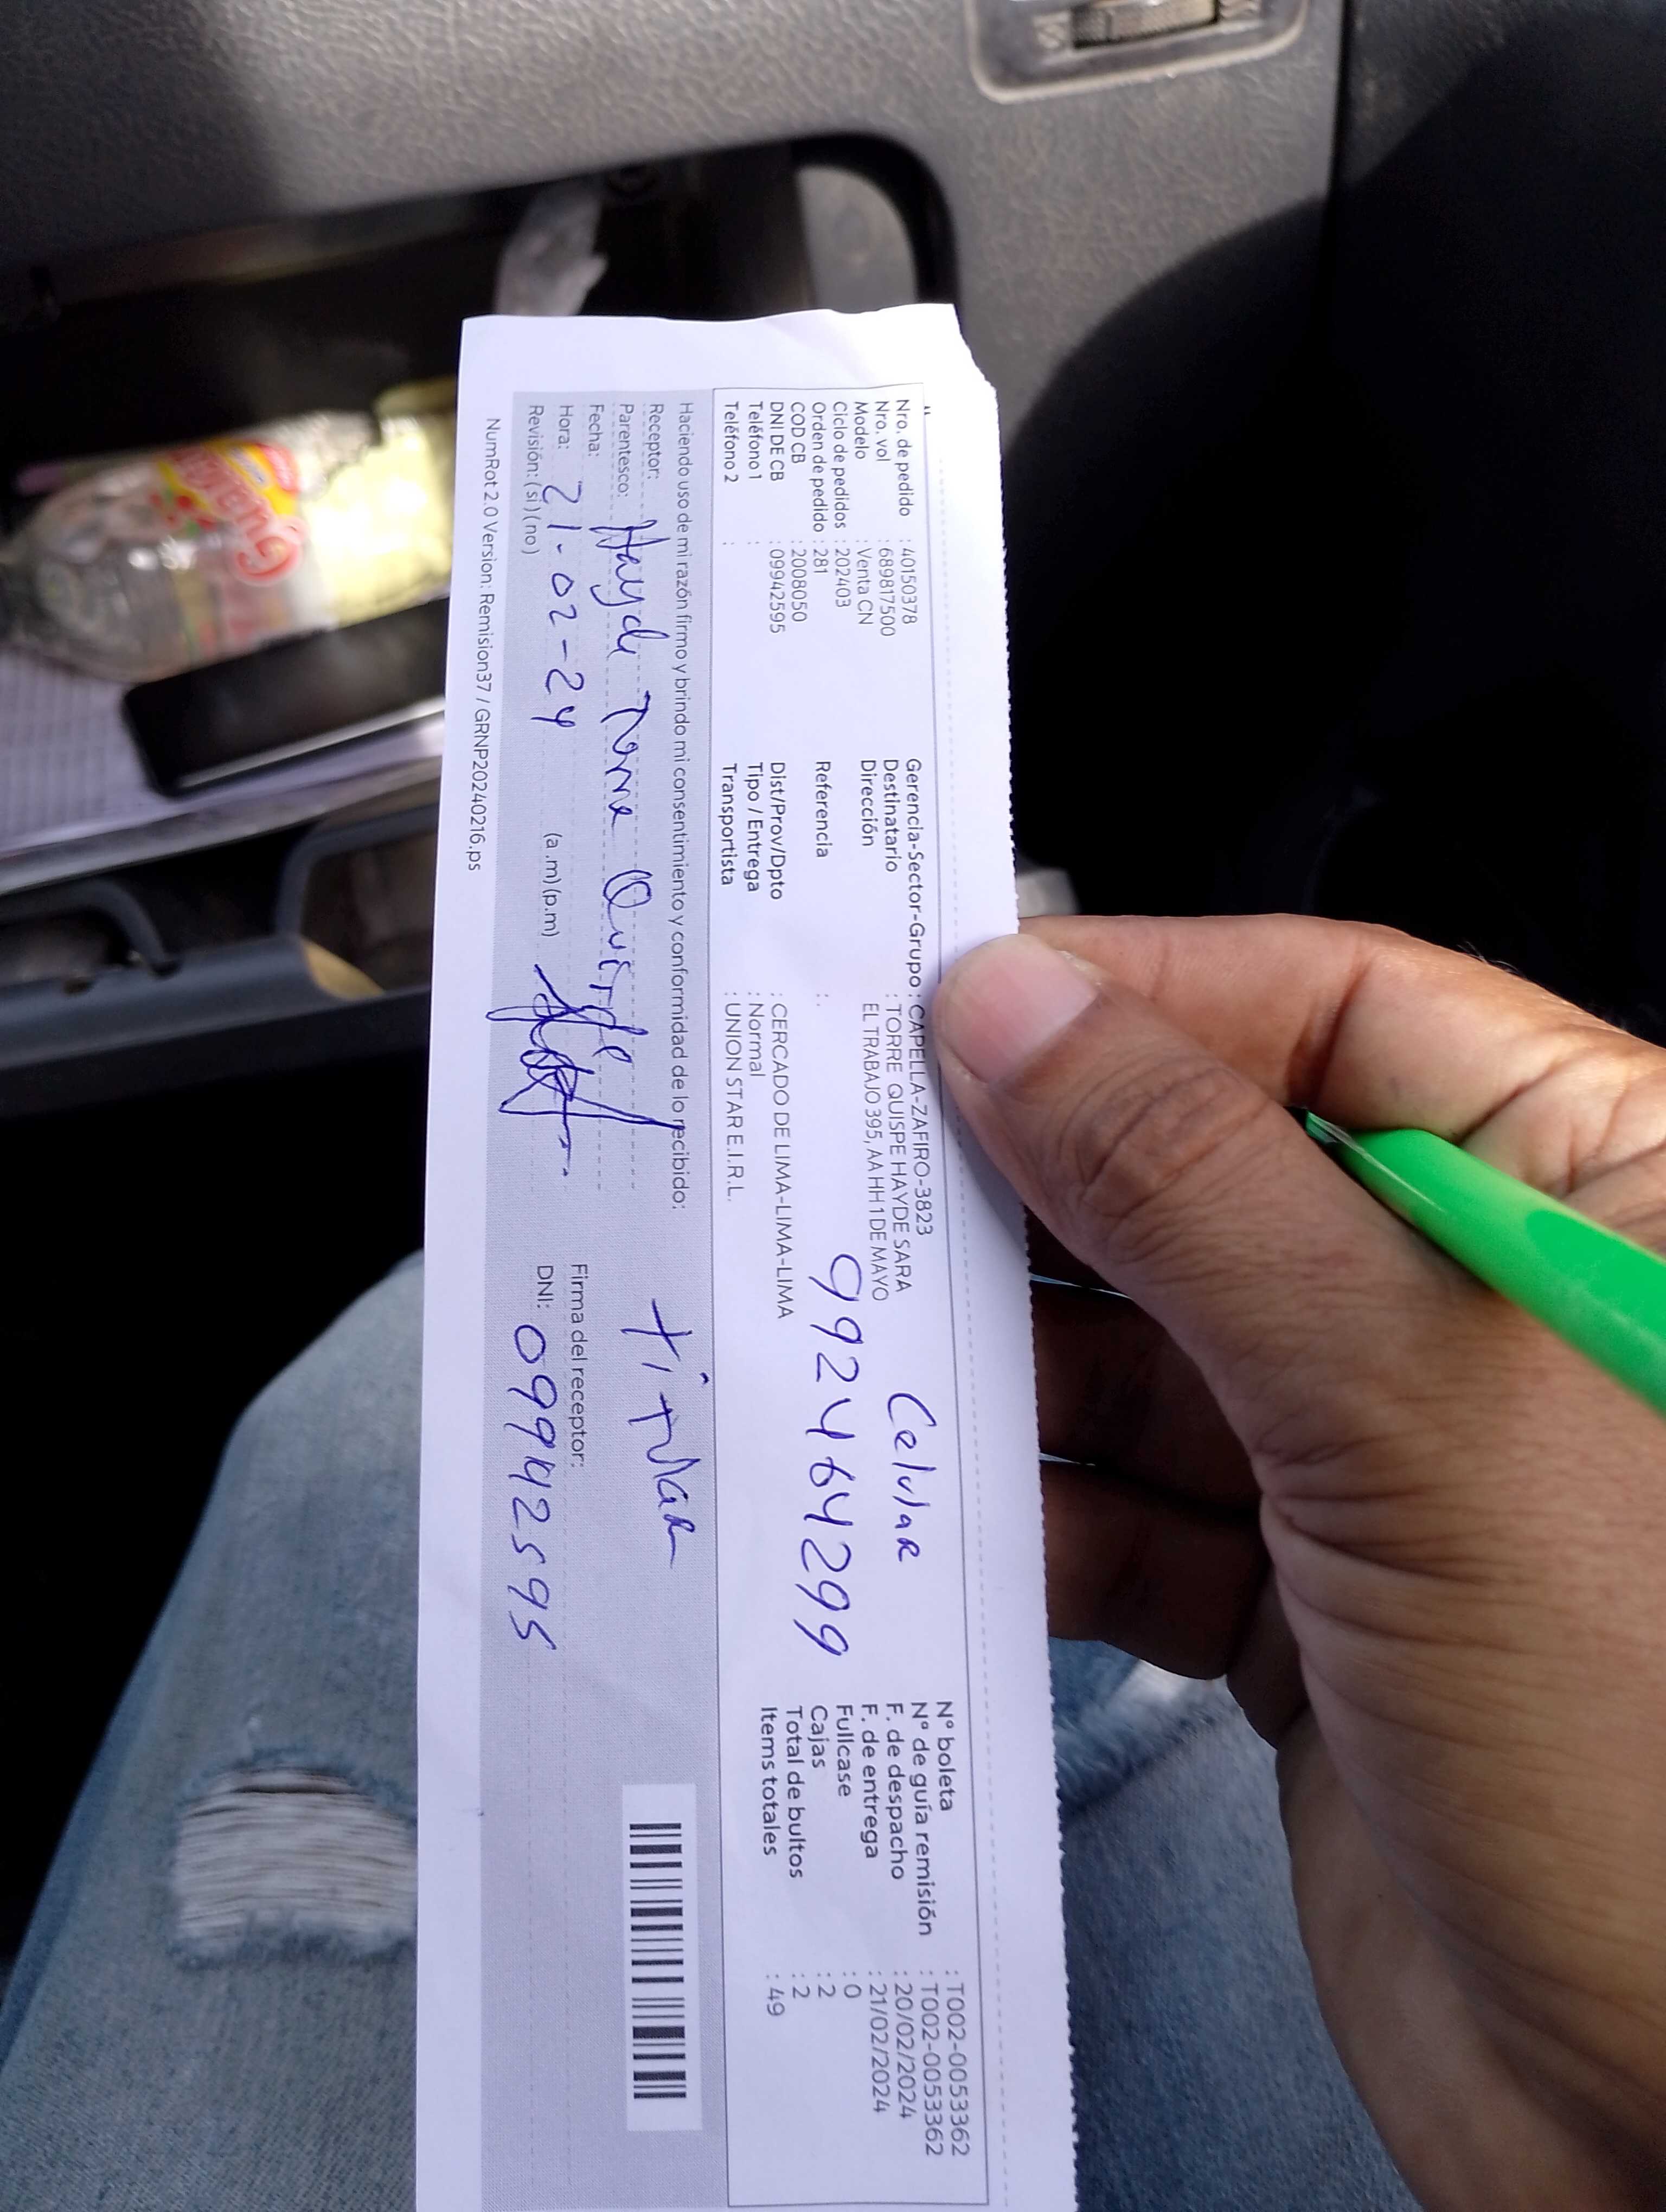 Nro. de pedido : 40150378
Nro. vol : 689817500
Modelo : Venta CN
Ciclo de pedidos : 202403
Orden de pedido : 281
COD CB : 2008050
DNI DE CB : 09942595
Teléfono 1 :
Teléfono 2 :
Gerencia-Sector-Grupo : CAPELLA-ZAFIRO-3823
Destinatario : TORRE QUISPE HAYDE SARA
Dirección EL TRABAJO 395, AA HH 1 DE MAYO
Referencia : .
Dist/Prov/Dpto : CERCADO DE LIMA-LIMA-LIMA
Tipo / Entrega : Normal
Transportista : UNION STAR E.I.R.L.
Celular
992464299
N° boleta : T002-0053362
N° de guía remisión : T002-0053362
F. de despacho : 20/02/2024
F. de entrega : 21/02/2024
Fullcase : 0
Cajas : 2
Total de bultos : 2
Items totales : 49
Haciendo uso de mi razón firmo y brindo mi consentimiento y conformidad de lo recibido:
Receptor:
Parentesco: Hayde Torre
Titular
Fecha:
Hora: 21-02-24 (a.m) (p.m)
Revisión: (si) (no)
Firma del receptor:
DNI: 09942595
NumRot 2.0 Version: Remision37 / GRNP20240216.ps